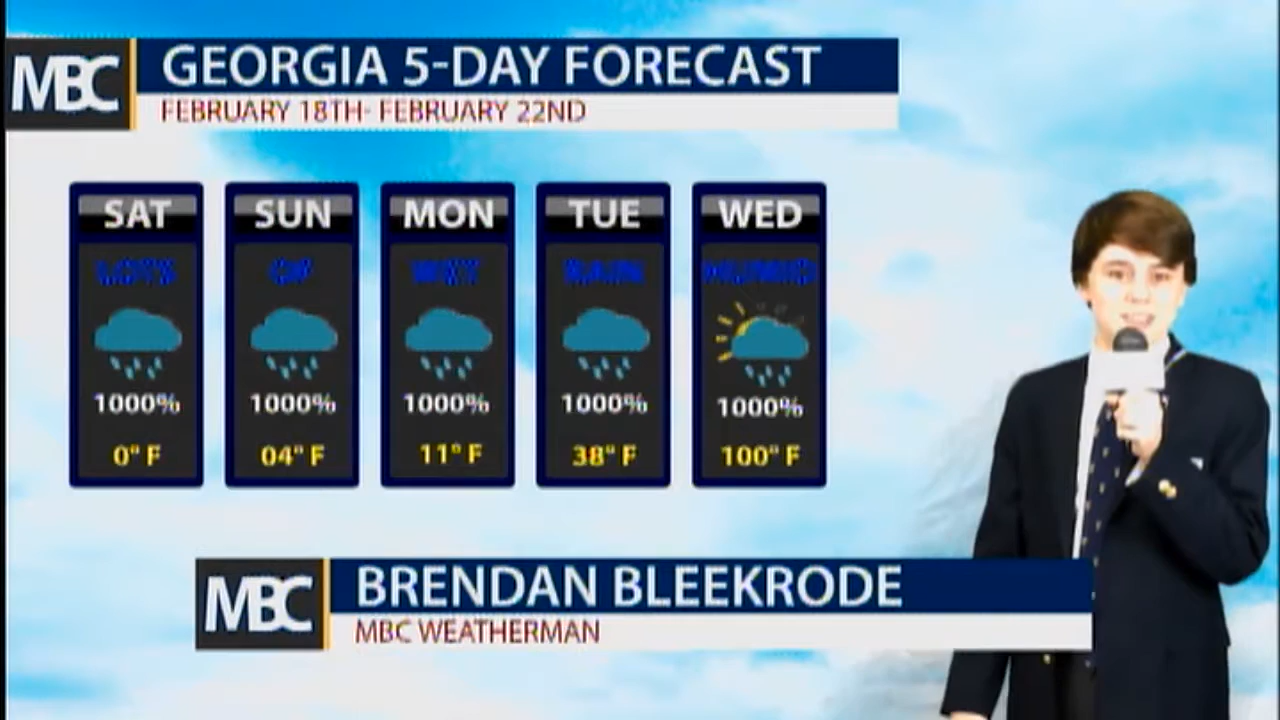 MBC
GEORGIA 5-DAY FORECAST
FEBRUARY 18TH- FEBRUARY 22ND
SAT SUN MON TUE WED
LOTS OF WET RAIN HUMID
1000% 1000% 1000% 1000% 1000%
0° F 04° F 11° F 38° F 100° F
MBC
BRENDAN BLEEKRODE
MBC WEATHERMAN